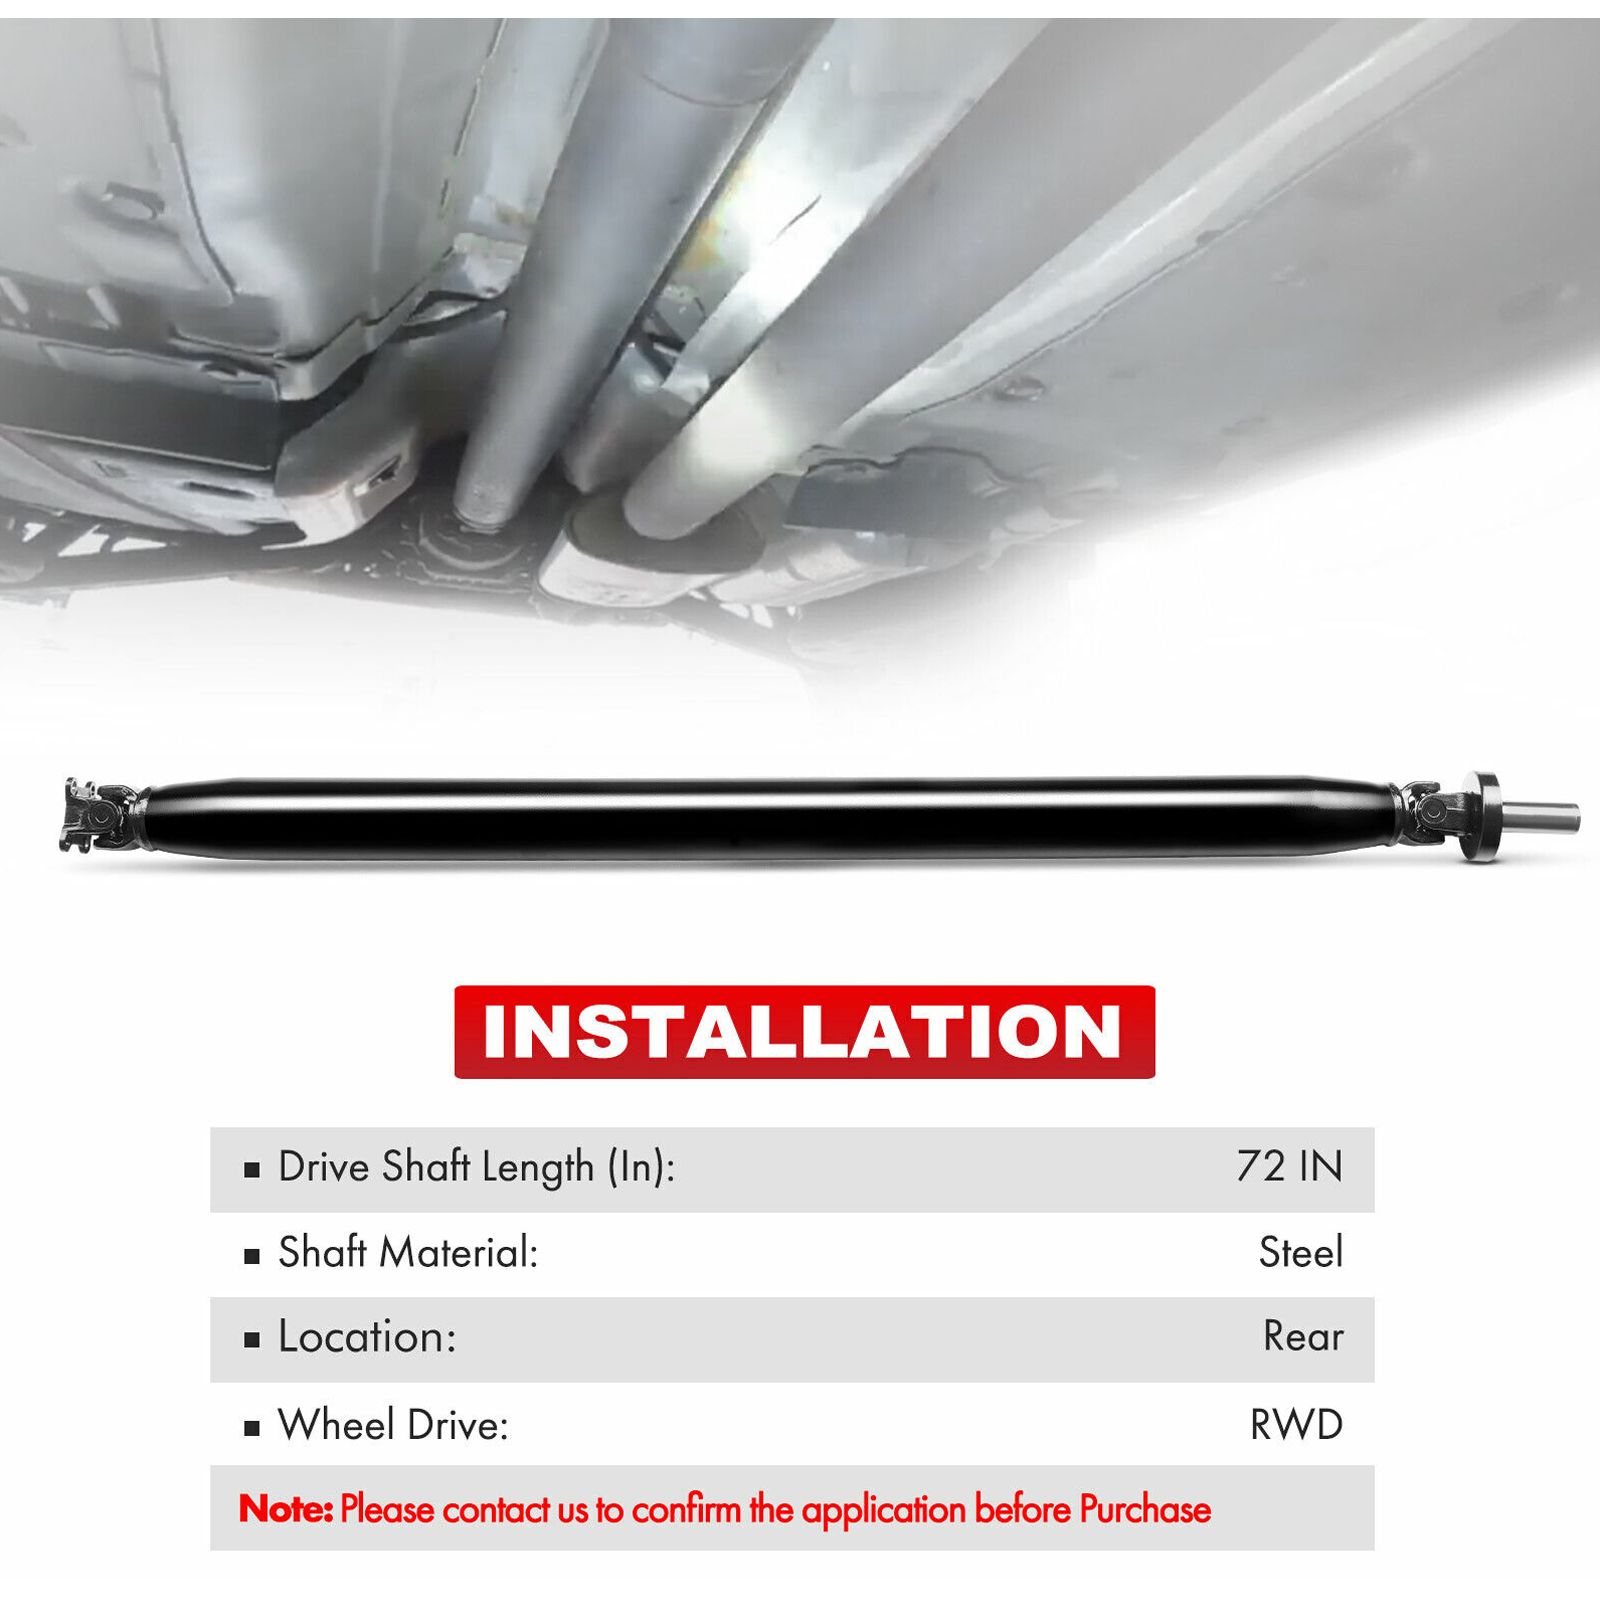 INSTALLATION
▪ Drive Shaft Length (In): 72 IN
▪ Shaft Material: Steel
▪ Location: Rear
▪ Wheel Drive: RWD
Note: Please contact us to confirm the application before Purchase